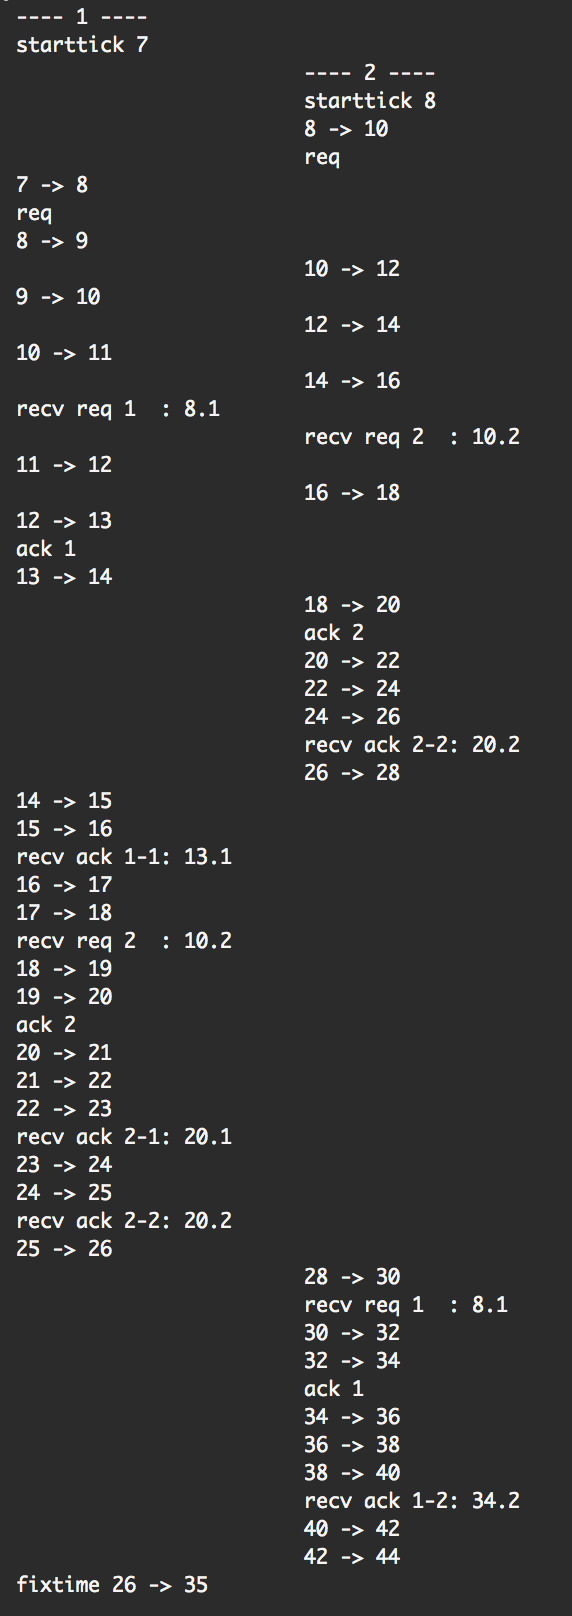 ---- 1 ----
starttick 7
---- 2 ----
starttick 8
8 -> 10
req
7 -> 8
req
8 -> 9
10 -> 12
9 -> 10
12 -> 14
10 -> 11
14 -> 16
recv req 1  : 8.1
recv req 2  : 10.2
11 -> 12
16 -> 18
12 -> 13
ack 1
13 -> 14
18 -> 20
ack 2
20 -> 22
22 -> 24
24 -> 26
recv ack 2-2: 20.2
26 -> 28
14 -> 15
15 -> 16
recv ack 1-1: 13.1
16 -> 17
17 -> 18
recv req 2  : 10.2
18 -> 19
19 -> 20
ack 2
20 -> 21
21 -> 22
22 -> 23
recv ack 2-1: 20.1
23 -> 24
24 -> 25
recv ack 2-2: 20.2
25 -> 26
28 -> 30
recv req 1  : 8.1
30 -> 32
32 -> 34
ack 1
34 -> 36
36 -> 38
38 -> 40
recv ack 1-2: 34.2
40 -> 42
42 -> 44
fixtime 26 -> 35